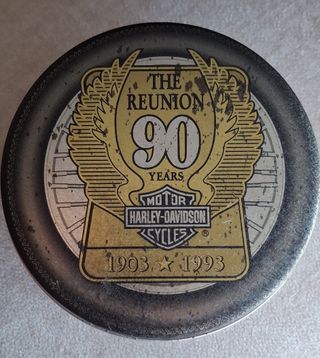 THE
REUNION
90
YEARS
MOTOR
HARLEY-DAVIDSON
CYCLES ®
1903 ★ 1993